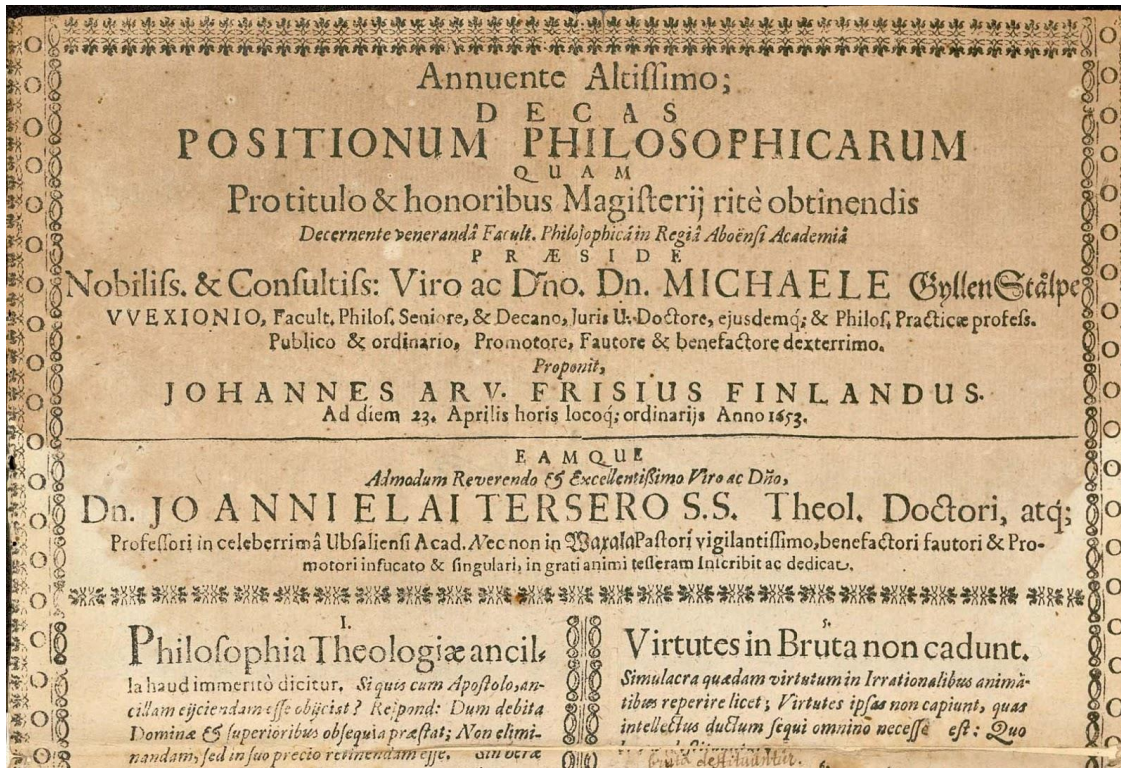 Annuente Altiſſimo;
DECAS
POSITIONUM PHILOSOPHICARUM
QUAM
Pro titulo & honoribus Magiſterij ritè obtinendis
Decernente venerandâ Facult. Philoſophicâ in Regiâ Aboënſi Academiâ
PRÆSIDE
Nobiliſs. & Conſultiſs: Viro ac Dn̄o. Dn. MICHAELE GyllenStålpe
VVEXIONIO, Facult. Philoſ. Seniore, & Decano, Juris U. Doctore, ejusdemq́; & Philoſ. Practicæ profeſs.
Publico & ordinario, Promotore, Fautore & benefactore dexterrimo.
Proponit,
JOHANNES ARV. FRISIUS FINLANDUS.
Ad diem 23. Aprilis horis locoq́; ordinarijs Anno 1653.
EAMQUE
Admodum Reverendo & Excellentiſſimo Viro ac Dn̄o,
Dn. JOANNI ELAI TERSERO S.S. Theol. Doctori, atq́;
Profeſſori in celeberrimâ Ubſalienſi Acad. Nec non in Waxala Paſtori vigilantiſſimo, benefactori fautori & Pro-
motori infucato & ſingulari, in grati animi teſſeram Inſcribit ac dedicat.
I.
Philoſophia Theologiæ ancil-
la haud immeritò dicitur. Si quis cum Apoſtolo, an-
cillam ejiciendam eſſe objiciat? Reſpond: Dum debita
Dominæ & ſuperioribus obſequia præſtat; Non elimi-
nandam, ſed in ſuo precio retinendam eſſe.
5.
Virtutes in Bruta non cadunt.
Simulacra quædam virtutum in Irrationalibus animā-
tibus reperire licet; Virtutes ipſas non capiunt, quas
intellectus ductum ſequi omnino neceſſe est: Quo
deſtituuntur.